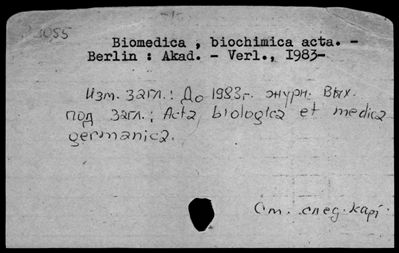 Biomedica , biochimica acta. -
Berlin : Akad. - Verl., I983-
Изм. загл.: До 1983г. журн. вых.
под загл.; Acta biologica et medica
germanica.
См. след. карт.